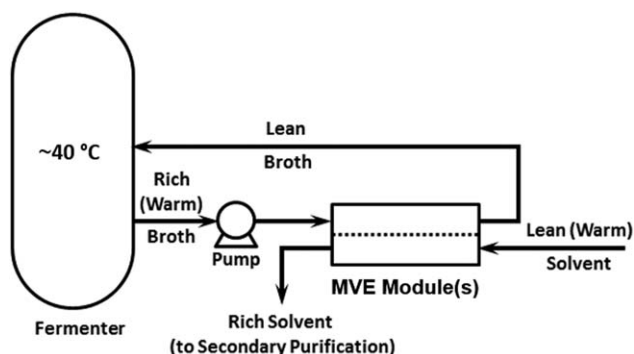 Lean
~40 °C
Broth
Rich
(Warm)
Broth
Pump
Lean (Warm)
Solvent
MVE Module(s)
Fermenter
Rich Solvent
(to Secondary Purification)